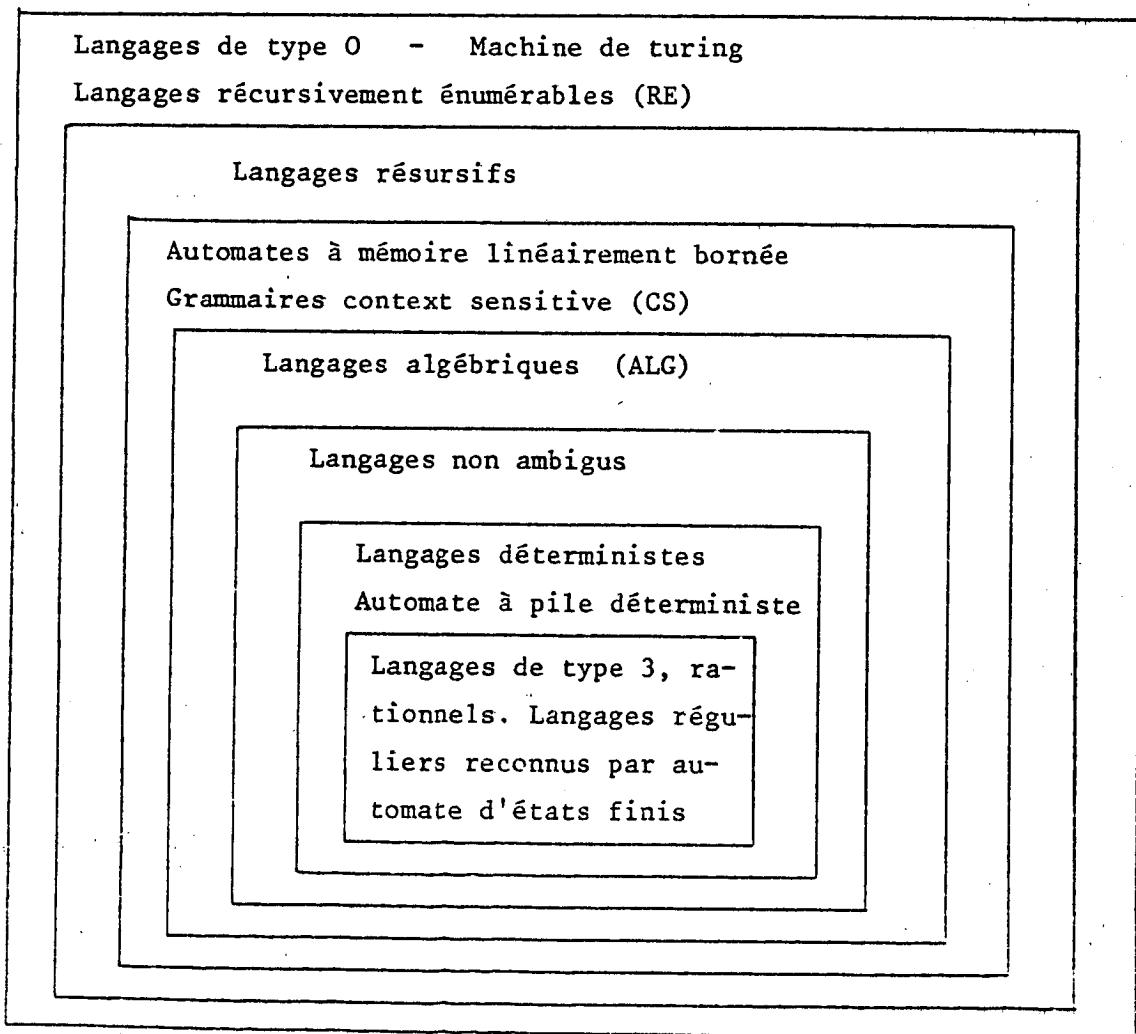 Langages de type 0 - Machine de turing
Langages récursivement énumérables (RE)
Langages résursifs
Automates à mémoire linéairement bornée
Grammaires context sensitive (CS)
Langages algébriques (ALG)
Langages non ambigus
Langages déterministes
Automate à pile déterministe
Langages de type 3, ra-
tionnels. Langages régu-
liers reconnus par au-
tomate d'états finis